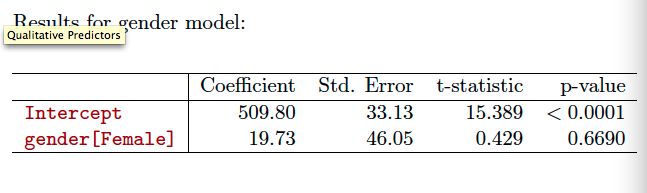 Results for gender model:
Qualitative Predictors
Coefficient Std. Error t-statistic p-value
Intercept 509.80 33.13 15.389 < 0.0001
gender[Female] 19.73 46.05 0.429 0.6690